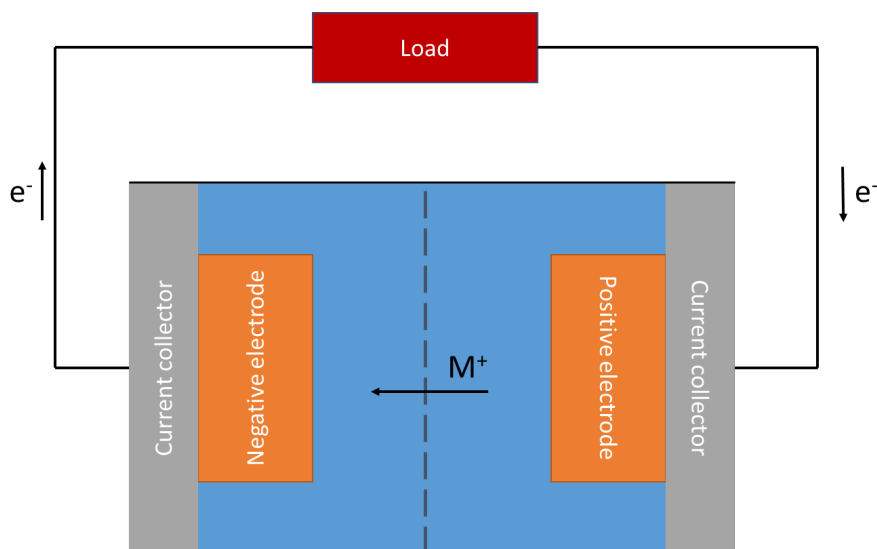 Load
e⁻
e⁻
Current collector
Negative electrode
M⁺
Positive electrode
Current collector